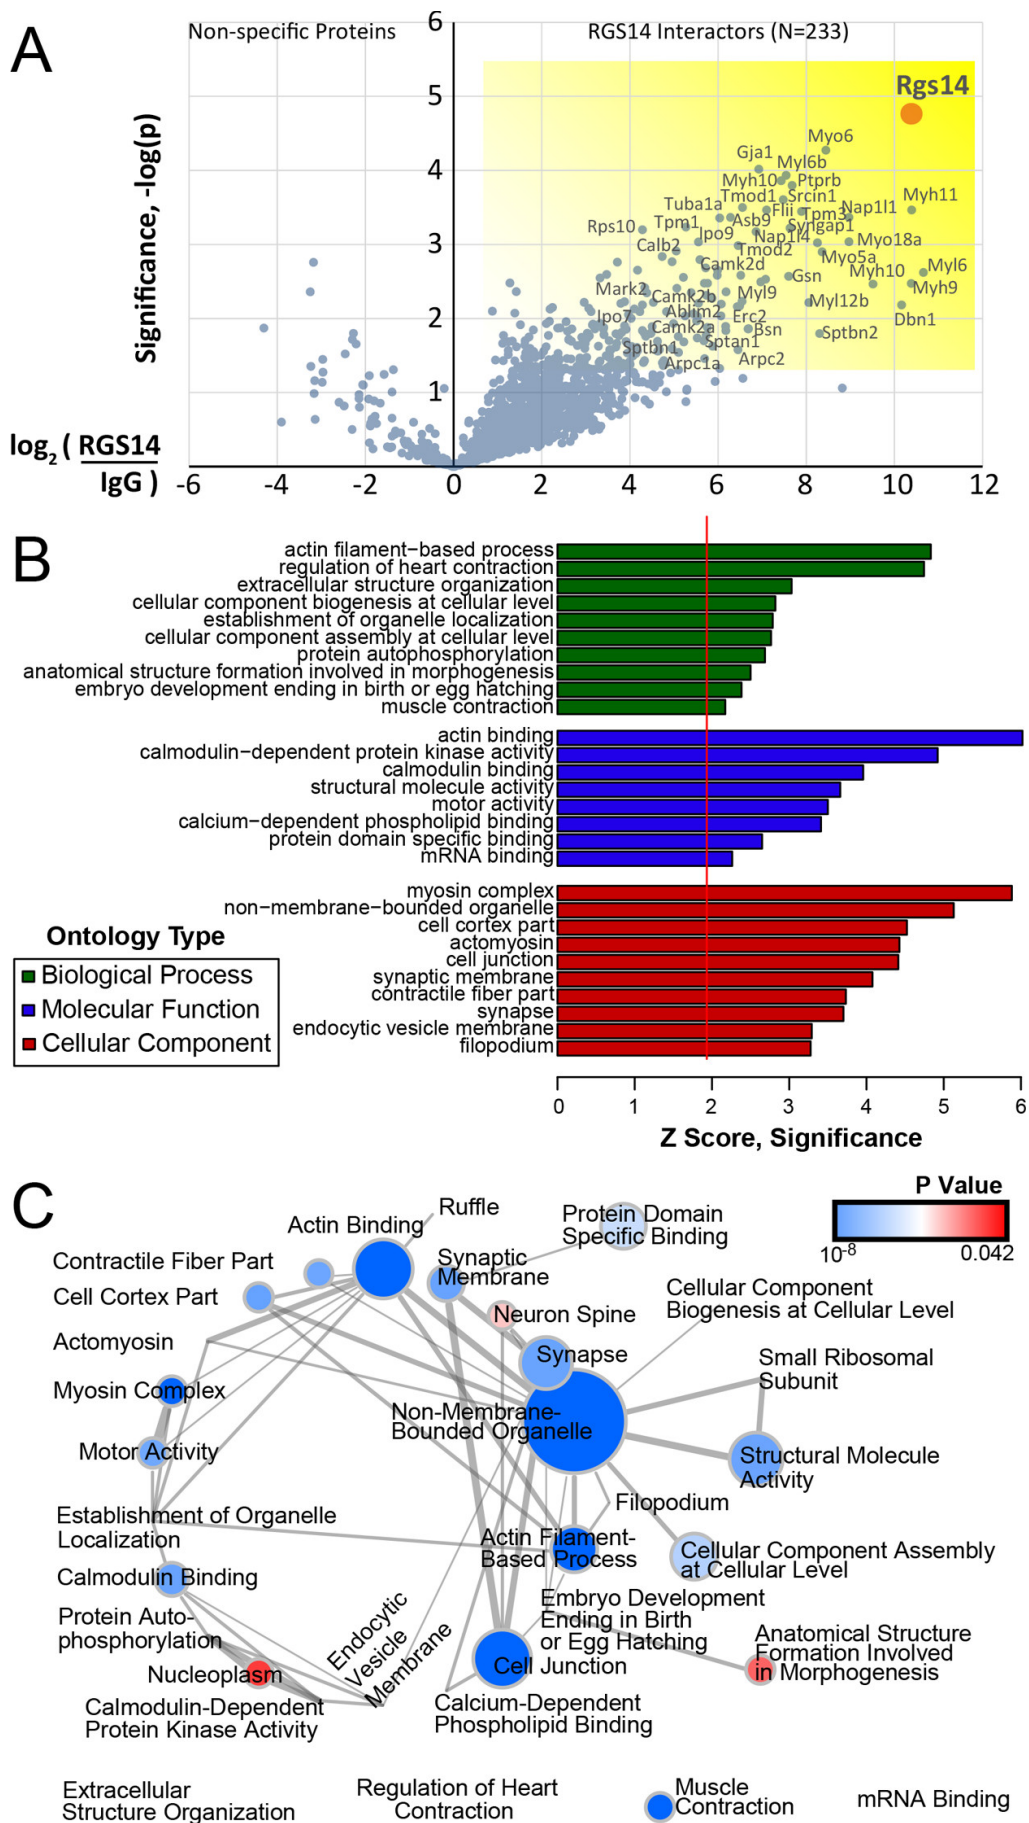 A
Non-specific Proteins
RGS14 Interactors (N=233)
Significance, -log(p)
6
5
4
3
2
1
Rgs14
Myo6
Gja1
Myl6b
Myh10
Ptprb
Tmod1
Srcin1
Myh11
Tuba1a
Flii
Tpm3
Nap1l1
Rps10
Tpm1
Asb9
Syngap1
Ipo9
Nap1l4
Myo18a
Calb2
Tmod2
Myo5a
Camk2d
Myh10
Myl6
Gsn
Myh9
Mark2
Camk2b
Myl9
Myl12b
Ipo7
Ablim2
Erc2
Dbn1
Camk2a
Bsn
Sptbn2
Sptbn1
Sptan1
Arpc1a
Arpc2
log2 ( RGS14
IgG )
-6 -4 -2 0 2 4 6 8 10 12
B
actin filament−based process
regulation of heart contraction
extracellular structure organization
cellular component biogenesis at cellular level
establishment of organelle localization
cellular component assembly at cellular level
protein autophosphorylation
anatomical structure formation involved in morphogenesis
embryo development ending in birth or egg hatching
muscle contraction
actin binding
calmodulin−dependent protein kinase activity
calmodulin binding
structural molecule activity
motor activity
calcium−dependent phospholipid binding
protein domain specific binding
mRNA binding
myosin complex
non−membrane−bounded organelle
cell cortex part
actomyosin
cell junction
synaptic membrane
contractile fiber part
synapse
endocytic vesicle membrane
filopodium
Ontology Type
Biological Process
Molecular Function
Cellular Component
0 1 2 3 4 5 6
Z Score, Significance
C
P Value
10-8
0.042
Ruffle
Actin Binding
Protein Domain
Specific Binding
Contractile Fiber Part
Synaptic
Membrane
Cell Cortex Part
Neuron Spine
Cellular Component
Biogenesis at Cellular Level
Actomyosin
Synapse
Small Ribosomal
Subunit
Myosin Complex
Non-Membrane-
Bounded Organelle
Motor Activity
Structural Molecule
Activity
Filopodium
Establishment of Organelle
Localization
Actin Filament-
Based Process
Cellular Component Assembly
at Cellular Level
Calmodulin Binding
Embryo Development
Ending in Birth
or Egg Hatching
Protein Auto-
phosphorylation
Endocytic
Vesicle
Membrane
Anatomical Structure
Formation Involved
in Morphogenesis
Nucleoplasm
Cell Junction
Calmodulin-Dependent
Protein Kinase Activity
Calcium-Dependent
Phospholipid Binding
Extracellular
Structure Organization
Regulation of Heart
Contraction
Muscle
Contraction
mRNA Binding